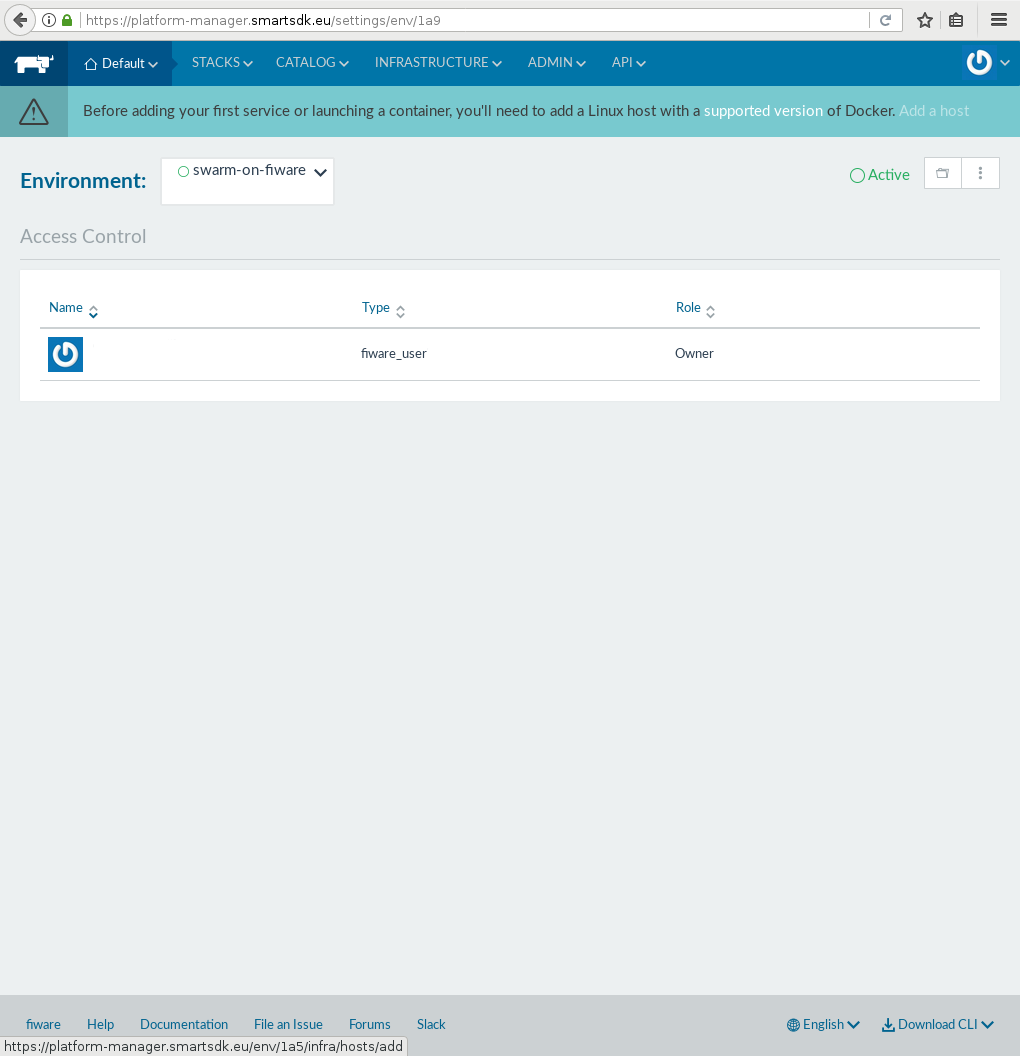 https://platform-manager.smartsdk.eu/settings/env/1a9
Default STACKS CATALOG INFRASTRUCTURE ADMIN API
Before adding your first service or launching a container, you'll need to add a Linux host with a supported version of Docker. Add a host
Environment: swarm-on-fiware Active
Access Control
Name Type Role
fiware_user Owner
fiware Help Documentation File an Issue Forums Slack English Download CLI
https://platform-manager.smartsdk.eu/env/1a5/infra/hosts/add